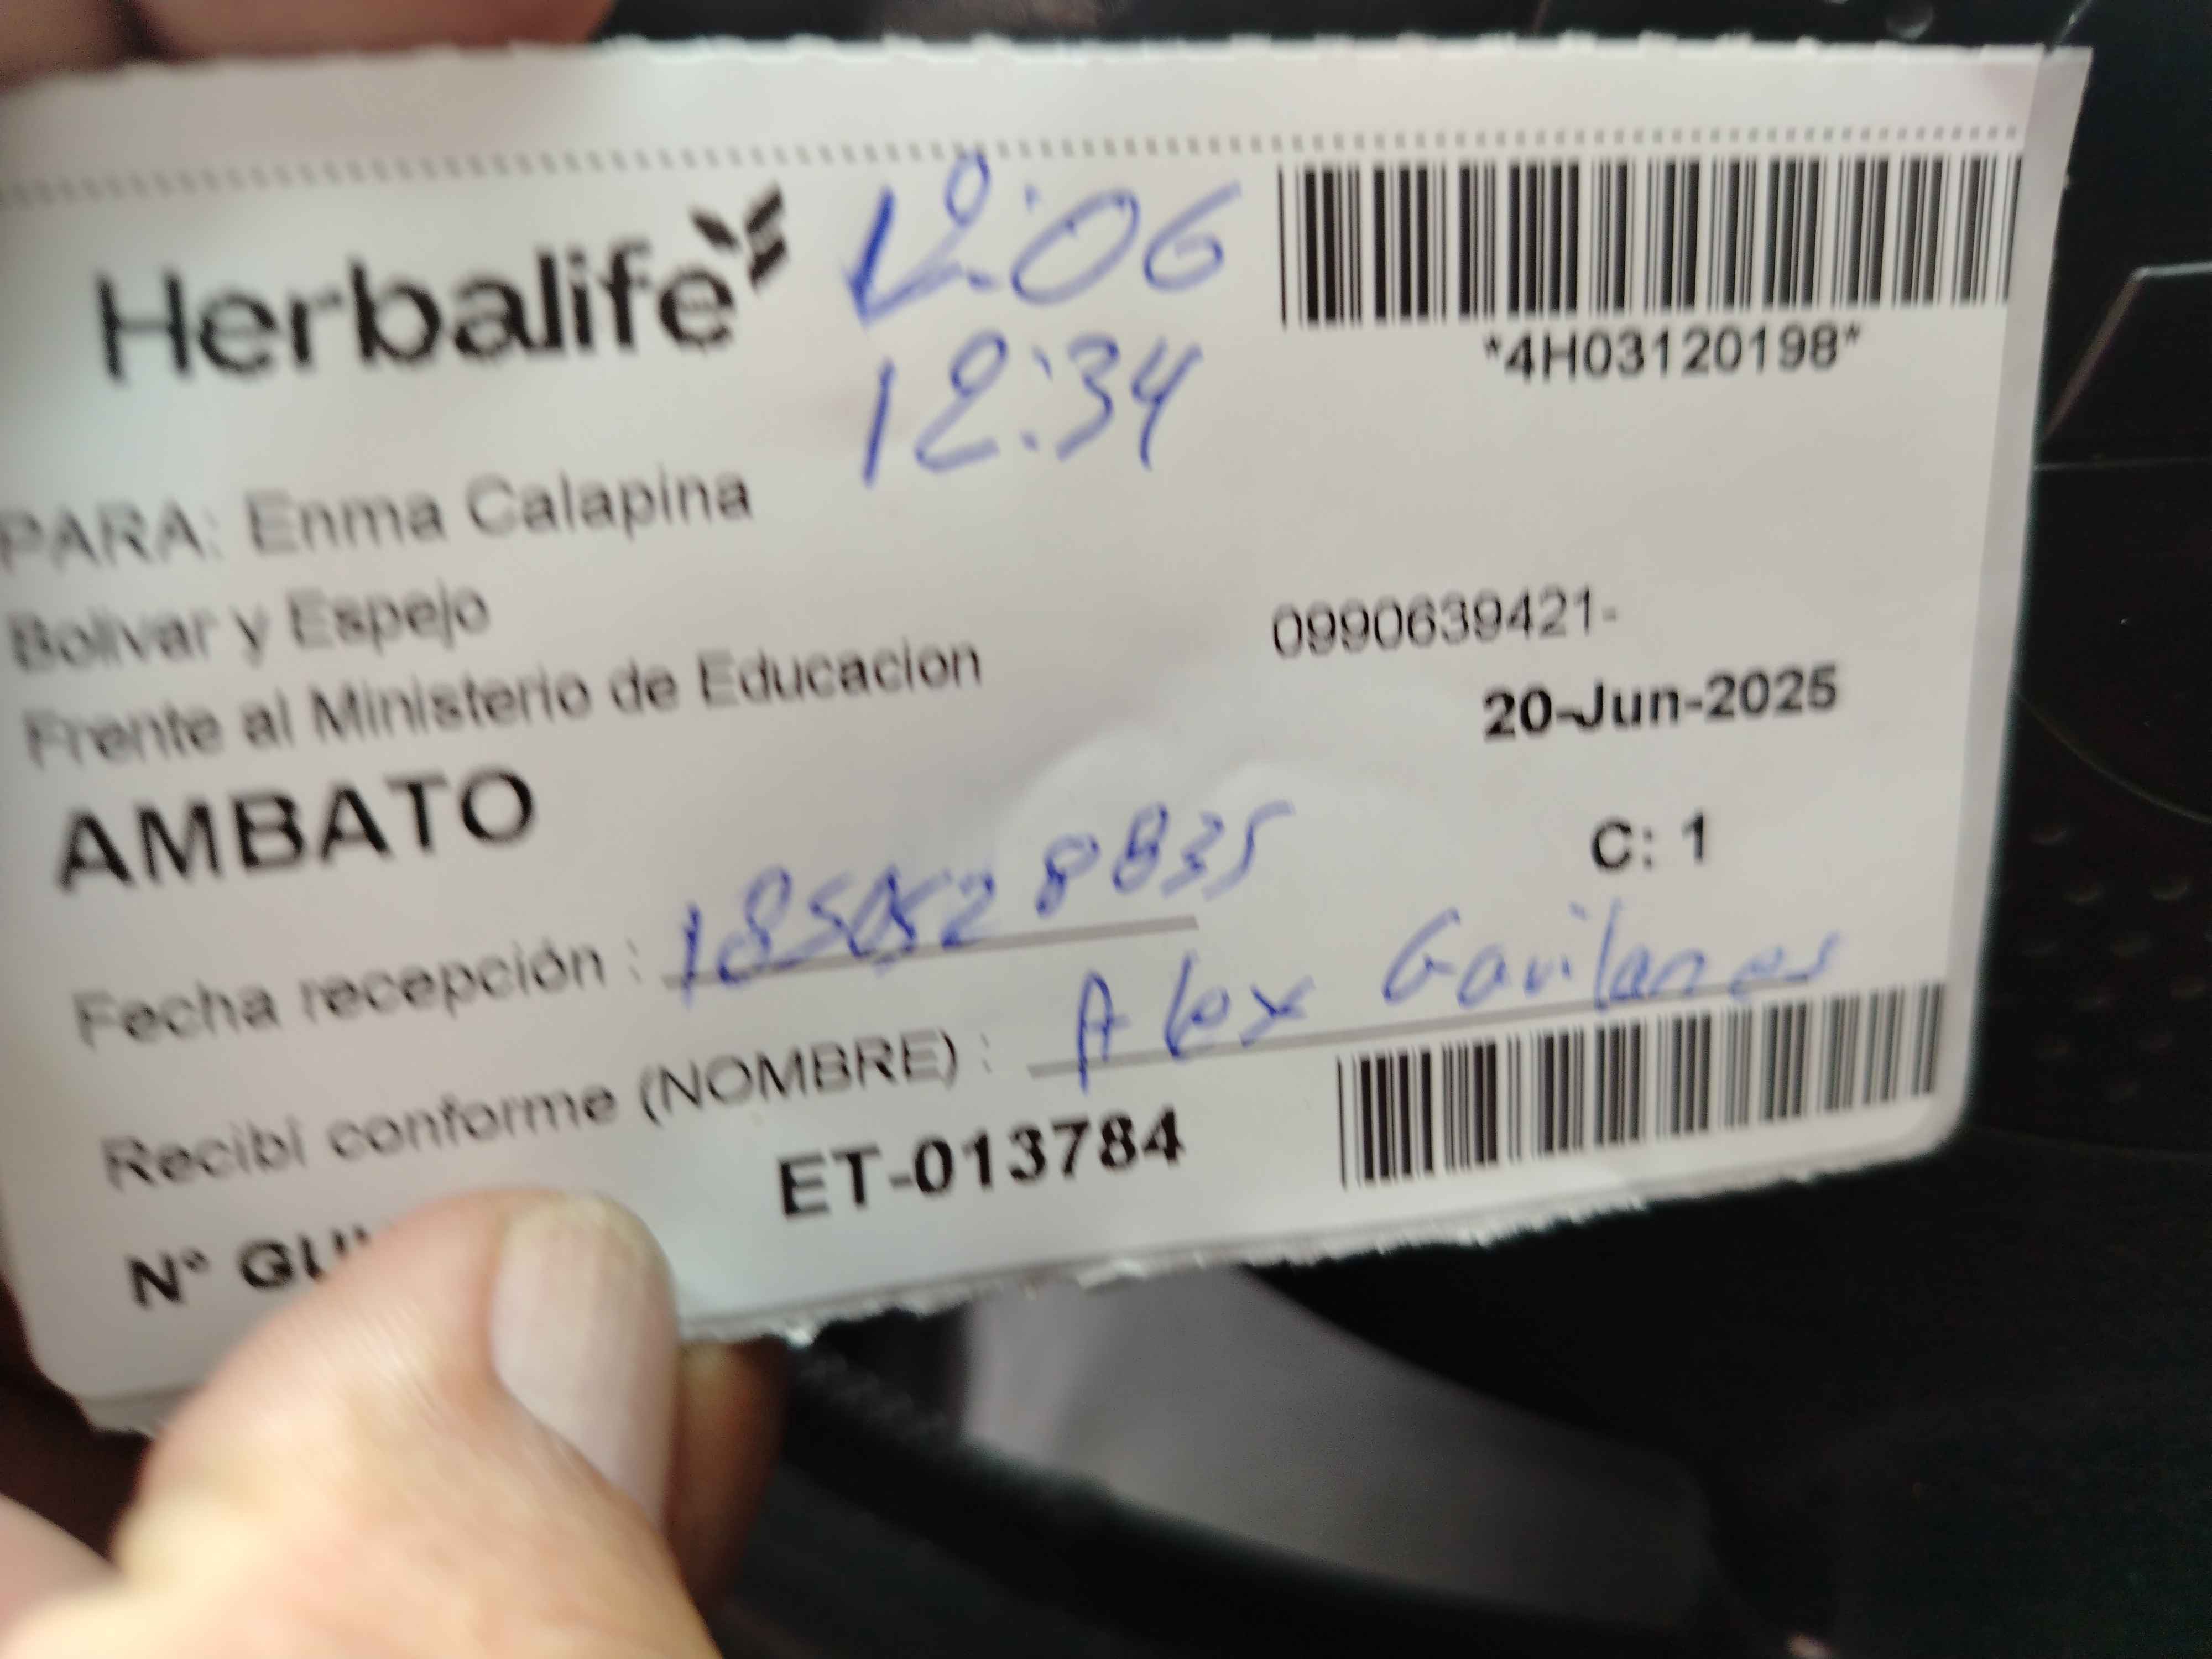 Herbalife
12:06
12:34
*4H03120198*
PARA: Enma Calapina
Bolivar y Espejo
0990639421-
Frente al Ministerio de Educacion
20-Jun-2025
AMBATO
C: 1
Fecha recepción :
Recibí conforme (NOMBRE) : Alex Gavilanes
N° ET-013784